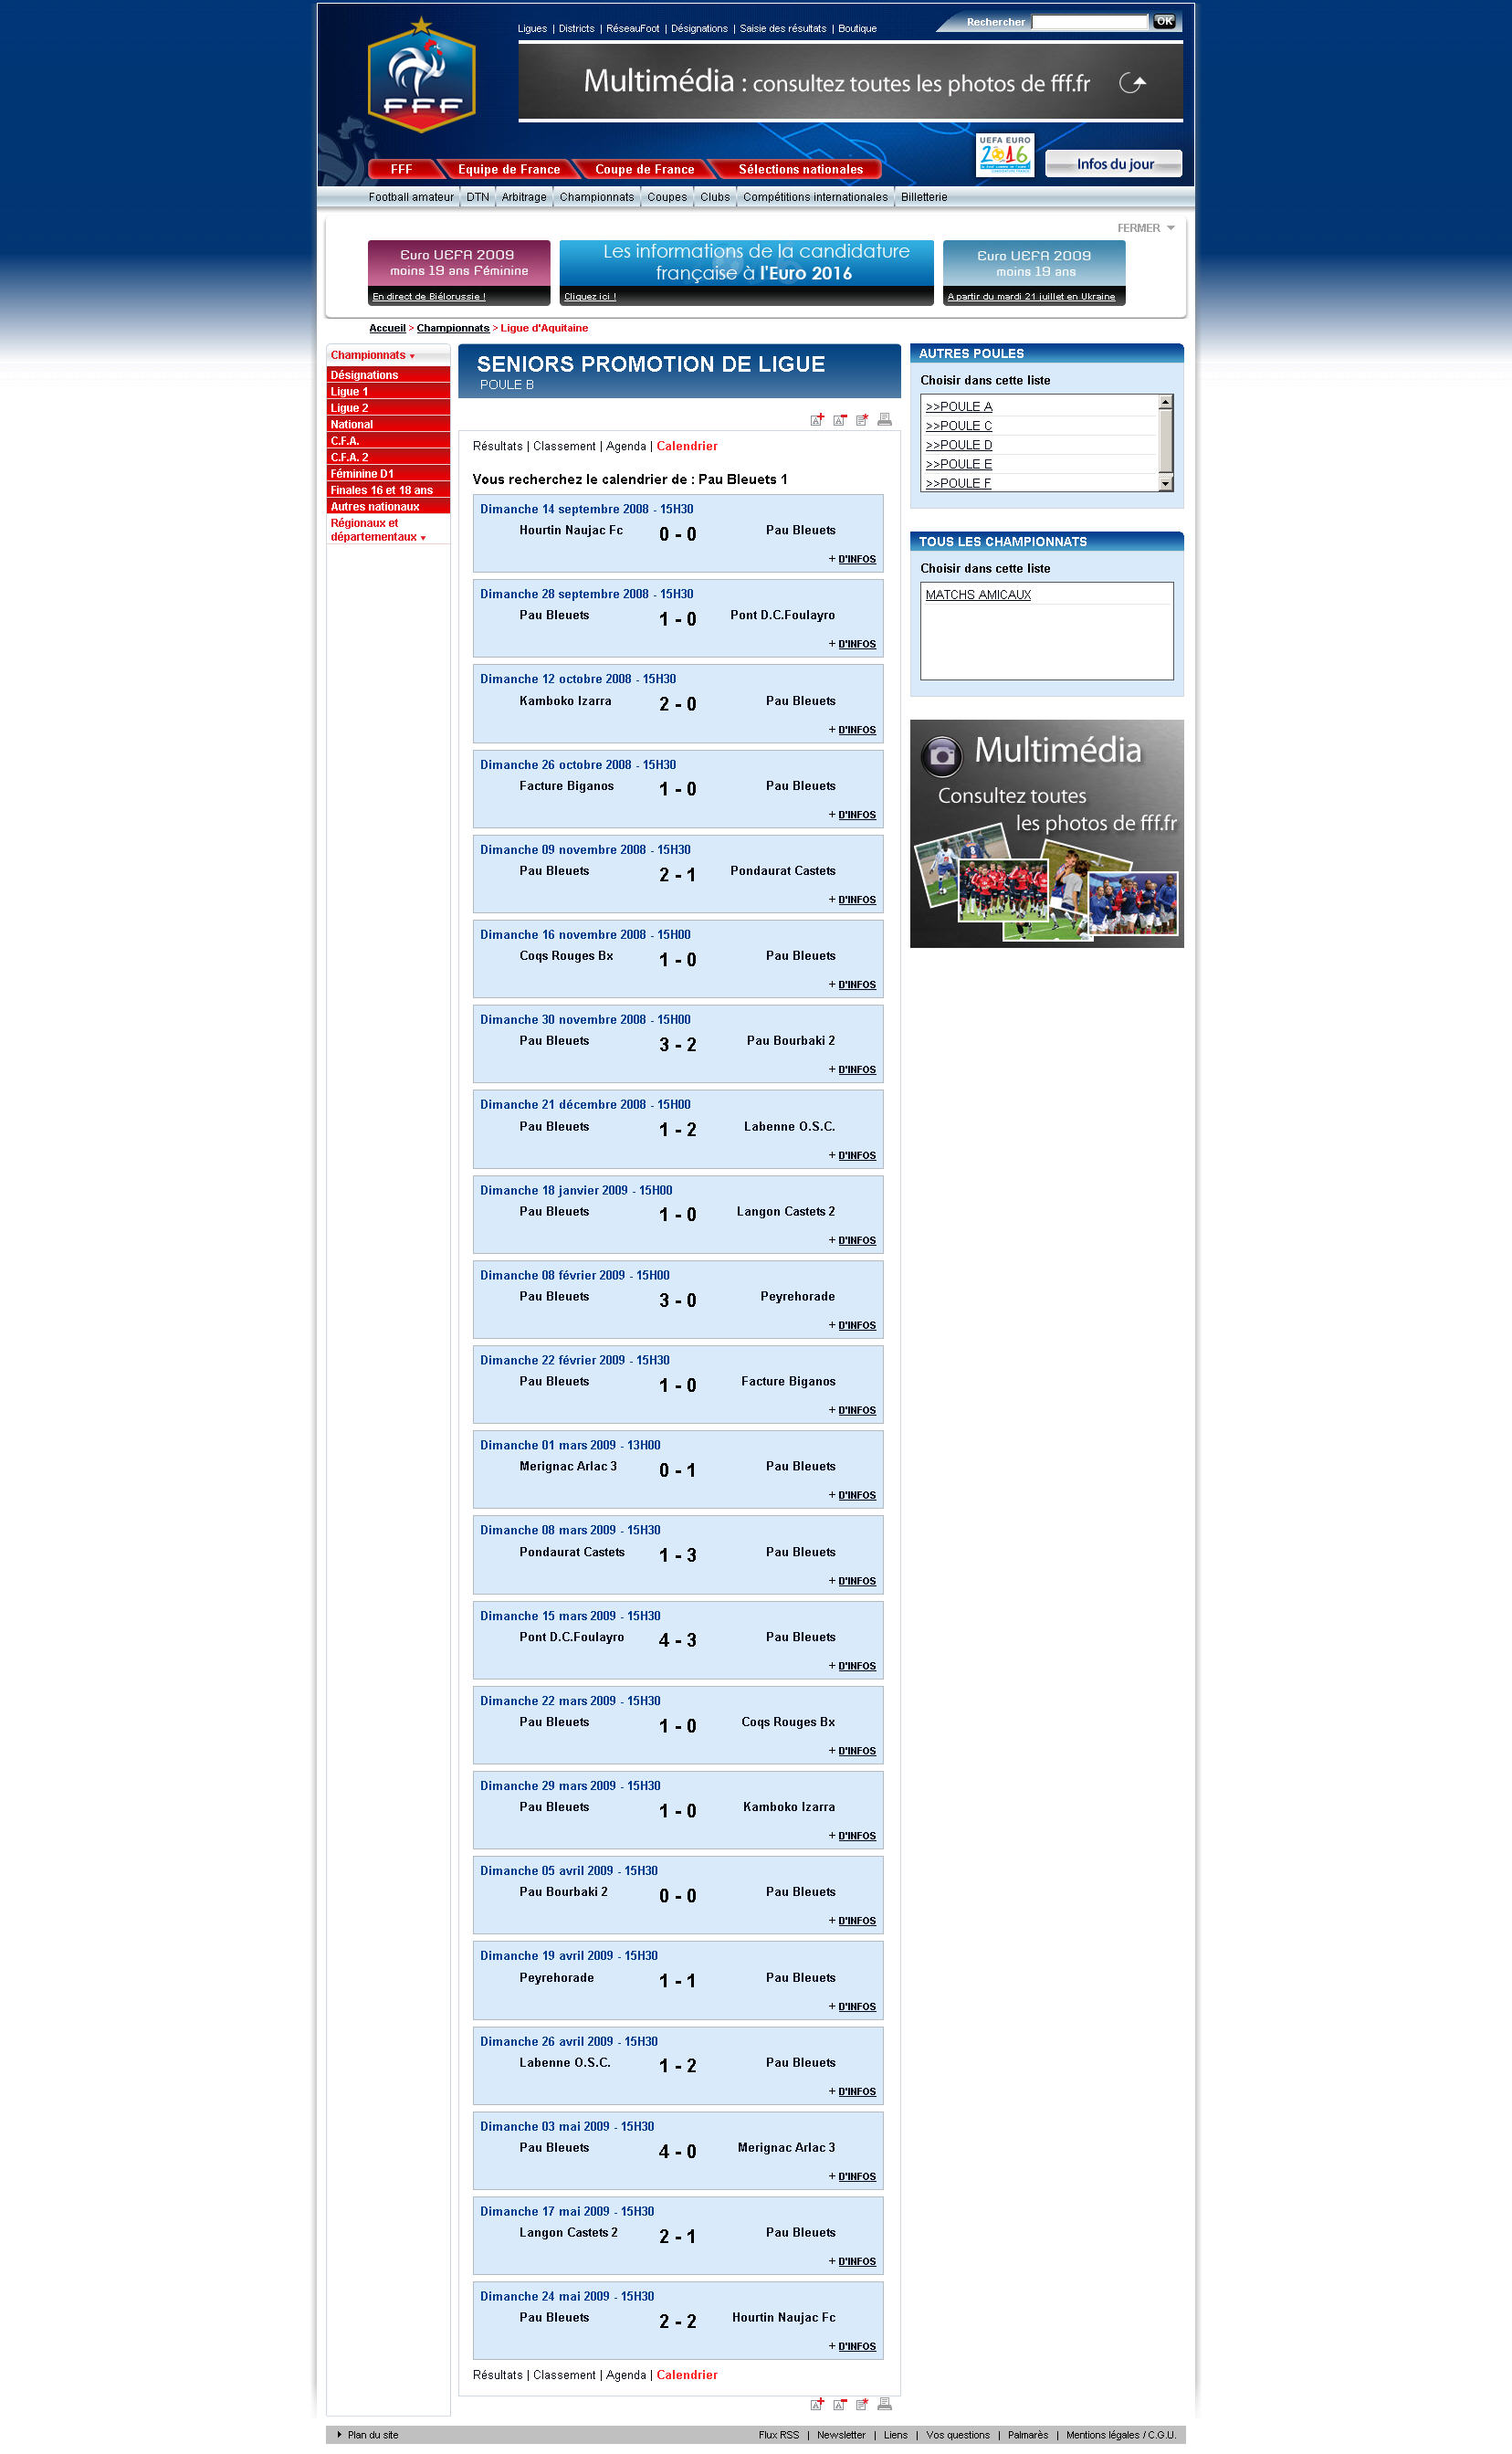 Ligues | Districts | RéseauFoot | Désignations | Saisie des résultats | Boutique
Rechercher OK
FFF
Multimédia : consultez toutes les photos de fff.fr
UEFA EURO
2016
Infos du jour
FFF Equipe de France Coupe de France Sélections nationales
Football amateur DTN Arbitrage Championnats Coupes Clubs Compétitions internationales Billetterie
FERMER
Euro UEFA 2009
moins 19 ans Féminine
En direct de Biélorussie !
Les informations de la candidature
française à l'Euro 2016
Cliquez ici !
Euro UEFA 2009
moins 19 ans
A partir du mardi 21 juillet en Ukraine
Accueil > Championnats > Ligue d'Aquitaine
Championnats
Désignations
Ligue 1
Ligue 2
National
C.F.A.
C.F.A. 2
Féminine D1
Finales 16 et 18 ans
Autres nationaux
Régionaux et
départementaux
SENIORS PROMOTION DE LIGUE
POULE B
Résultats | Classement | Agenda | Calendrier
Vous recherchez le calendrier de : Pau Bleuets 1
Dimanche 14 septembre 2008 - 15H30
Hourtin Naujac Fc 0 - 0 Pau Bleuets
+ D'INFOS
Dimanche 28 septembre 2008 - 15H30
Pau Bleuets 1 - 0 Pont D.C.Foulayro
+ D'INFOS
Dimanche 12 octobre 2008 - 15H30
Kamboko Izarra 2 - 0 Pau Bleuets
+ D'INFOS
Dimanche 26 octobre 2008 - 15H30
Facture Biganos 1 - 0 Pau Bleuets
+ D'INFOS
Dimanche 09 novembre 2008 - 15H30
Pau Bleuets 2 - 1 Pondaurat Castets
+ D'INFOS
Dimanche 16 novembre 2008 - 15H00
Coqs Rouges Bx 1 - 0 Pau Bleuets
+ D'INFOS
Dimanche 30 novembre 2008 - 15H00
Pau Bleuets 3 - 2 Pau Bourbaki 2
+ D'INFOS
Dimanche 21 décembre 2008 - 15H00
Pau Bleuets 1 - 2 Labenne O.S.C.
+ D'INFOS
Dimanche 18 janvier 2009 - 15H00
Pau Bleuets 1 - 0 Langon Castets 2
+ D'INFOS
Dimanche 08 février 2009 - 15H00
Pau Bleuets 3 - 0 Peyrehorade
+ D'INFOS
Dimanche 22 février 2009 - 15H30
Pau Bleuets 1 - 0 Facture Biganos
+ D'INFOS
Dimanche 01 mars 2009 - 13H00
Merignac Arlac 3 0 - 1 Pau Bleuets
+ D'INFOS
Dimanche 08 mars 2009 - 15H30
Pondaurat Castets 1 - 3 Pau Bleuets
+ D'INFOS
Dimanche 15 mars 2009 - 15H30
Pont D.C.Foulayro 4 - 3 Pau Bleuets
+ D'INFOS
Dimanche 22 mars 2009 - 15H30
Pau Bleuets 1 - 0 Coqs Rouges Bx
+ D'INFOS
Dimanche 29 mars 2009 - 15H30
Pau Bleuets 1 - 0 Kamboko Izarra
+ D'INFOS
Dimanche 05 avril 2009 - 15H30
Pau Bourbaki 2 0 - 0 Pau Bleuets
+ D'INFOS
Dimanche 19 avril 2009 - 15H30
Peyrehorade 1 - 1 Pau Bleuets
+ D'INFOS
Dimanche 26 avril 2009 - 15H30
Labenne O.S.C. 1 - 2 Pau Bleuets
+ D'INFOS
Dimanche 03 mai 2009 - 15H30
Pau Bleuets 4 - 0 Merignac Arlac 3
+ D'INFOS
Dimanche 17 mai 2009 - 15H30
Langon Castets 2 2 - 1 Pau Bleuets
+ D'INFOS
Dimanche 24 mai 2009 - 15H30
Pau Bleuets 2 - 2 Hourtin Naujac Fc
+ D'INFOS
Résultats | Classement | Agenda | Calendrier
AUTRES POULES
Choisir dans cette liste
>>POULE A
>>POULE C
>>POULE D
>>POULE E
>>POULE F
TOUS LES CHAMPIONNATS
Choisir dans cette liste
MATCHS AMICAUX
Multimédia
Consultez toutes
les photos de fff.fr
Plan du site
Flux RSS | Newsletter | Liens | Vos questions | Palmarès | Mentions légales / C.G.U.